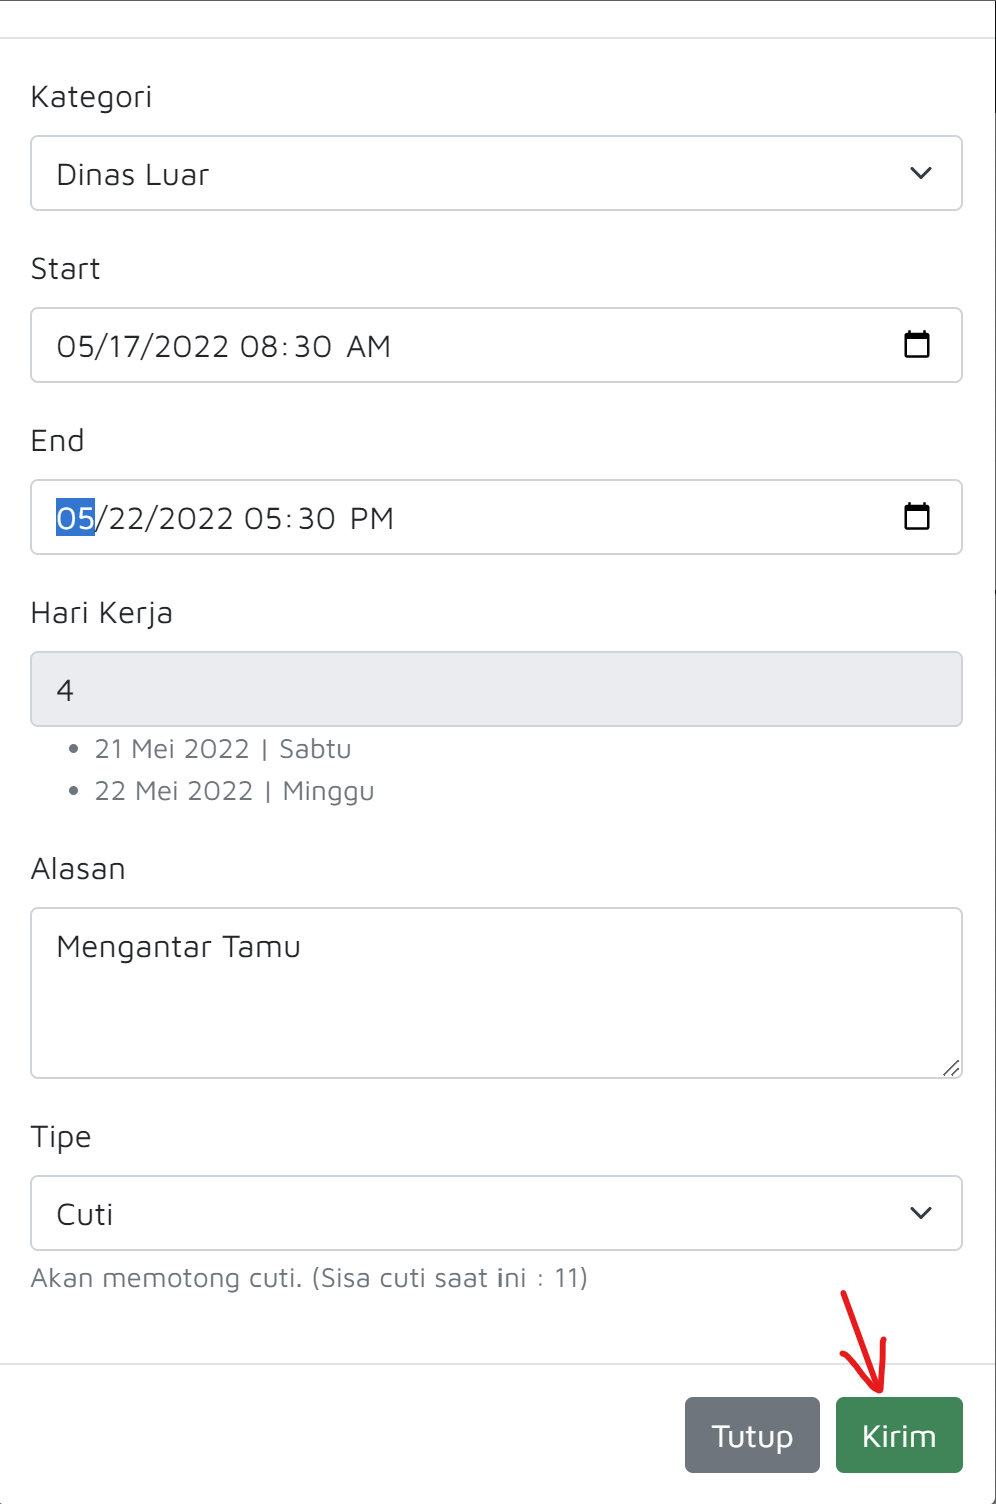 Kategori
Dinas Luar
Start
05/17/2022 08:30 AM
End
05/22/2022 05:30 PM
Hari Kerja
4
• 21 Mei 2022 | Sabtu
• 22 Mei 2022 | Minggu
Alasan
Mengantar Tamu
Tipe
Cuti
Akan memotong cuti. (Sisa cuti saat ini : 11)
Tutup Kirim